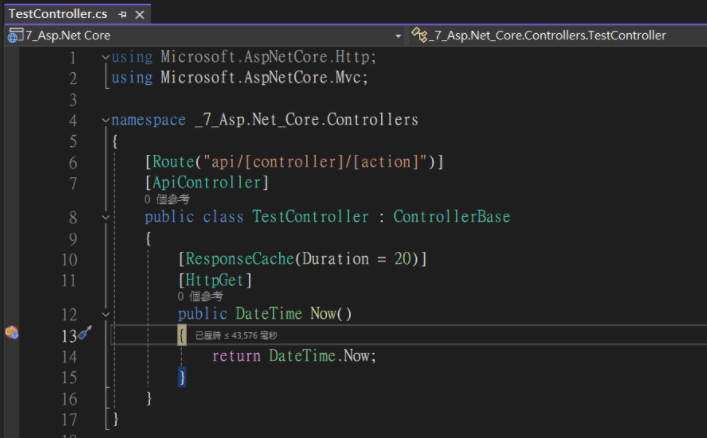 TestController.cs
7_Asp.Net Core
_7_Asp.Net_Core.Controllers.TestController
1 using Microsoft.AspNetCore.Http;
2 using Microsoft.AspNetCore.Mvc;
3
4 namespace _7_Asp.Net_Core.Controllers
5 {
6 [Route("api/[controller]/[action]")]
7 [ApiController]
0 個參考
8 public class TestController : ControllerBase
9 {
10 [ResponseCache(Duration = 20)]
11 [HttpGet]
0 個參考
12 public DateTime Now()
13 { 已歷時 ≤ 43,576 毫秒
14 return DateTime.Now;
15 }
16 }
17 }